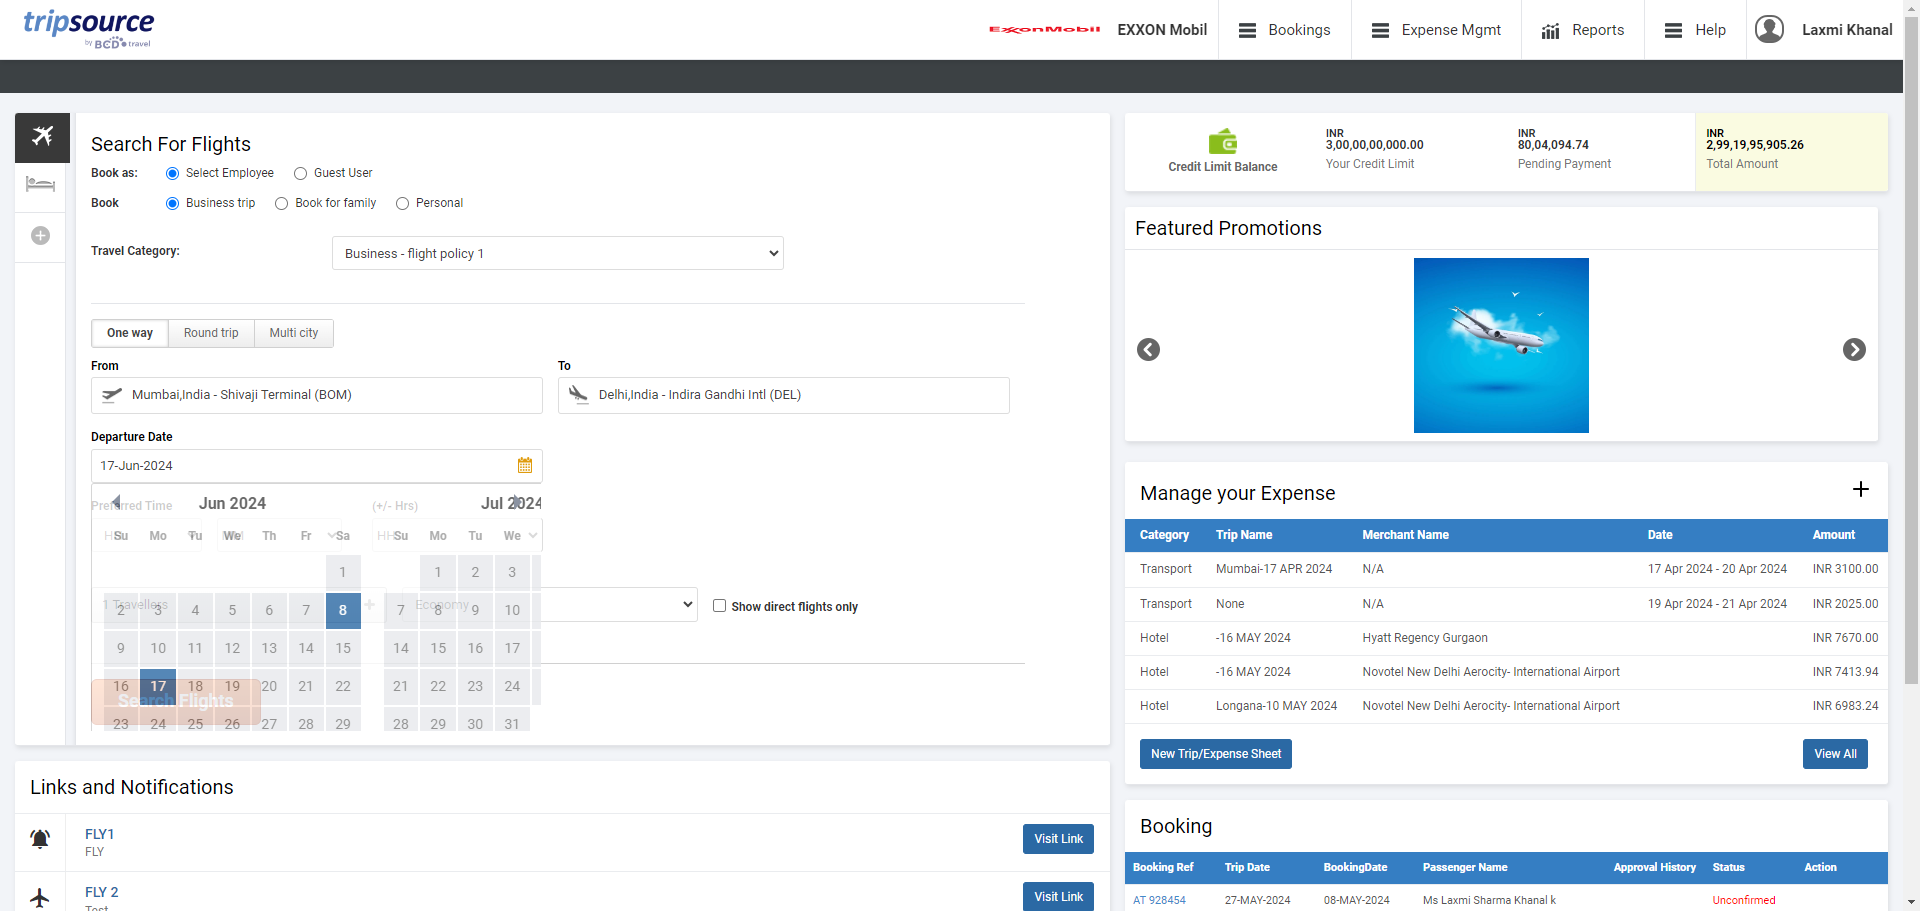 tripsource
by BCD travel
ExxonMobil
EXXON Mobil
Bookings
Expense Mgmt
Reports
Help
Laxmi Khanal
Search For Flights
Book as:
Select Employee
Guest User
Book
Business trip
Book for family
Personal
Travel Category:
Business - flight policy 1
One way
Round trip
Multi city
From
To
Mumbai,India - Shivaji Terminal (BOM)
Delhi,India - Indira Gandhi Intl (DEL)
Departure Date
17-Jun-2024
Preferred Time
(+/- Hrs)
Jun 2024
Jul 2024
Su Mo Tu We Th Fr Sa
Su Mo Tu We
1
1 2 3
1 Travellers
Economy
2 3 4 5 6 7 8
7 8 9 10
Show direct flights only
9 10 11 12 13 14 15
14 15 16 17
16 17 18 19 20 21 22
21 22 23 24
Search Flights
23 24 25 26 27 28 29
28 29 30 31
Links and Notifications
FLY1
FLY
Visit Link
FLY 2
Test
Visit Link
Credit Limit Balance
INR
3,00,00,00,000.00
Your Credit Limit
INR
80,04,094.74
Pending Payment
INR
2,99,19,95,905.26
Total Amount
Featured Promotions
Manage your Expense
Category Trip Name Merchant Name Date Amount
Transport Mumbai-17 APR 2024 N/A 17 Apr 2024 - 20 Apr 2024 INR 3100.00
Transport None N/A 19 Apr 2024 - 21 Apr 2024 INR 2025.00
Hotel -16 MAY 2024 Hyatt Regency Gurgaon INR 7670.00
Hotel -16 MAY 2024 Novotel New Delhi Aerocity- International Airport INR 7413.94
Hotel Longana-10 MAY 2024 Novotel New Delhi Aerocity- International Airport INR 6983.24
New Trip/Expense Sheet
View All
Booking
Booking Ref Trip Date BookingDate Passenger Name Approval History Status Action
AT 928454 27-MAY-2024 08-MAY-2024 Ms Laxmi Sharma Khanal k Unconfirmed